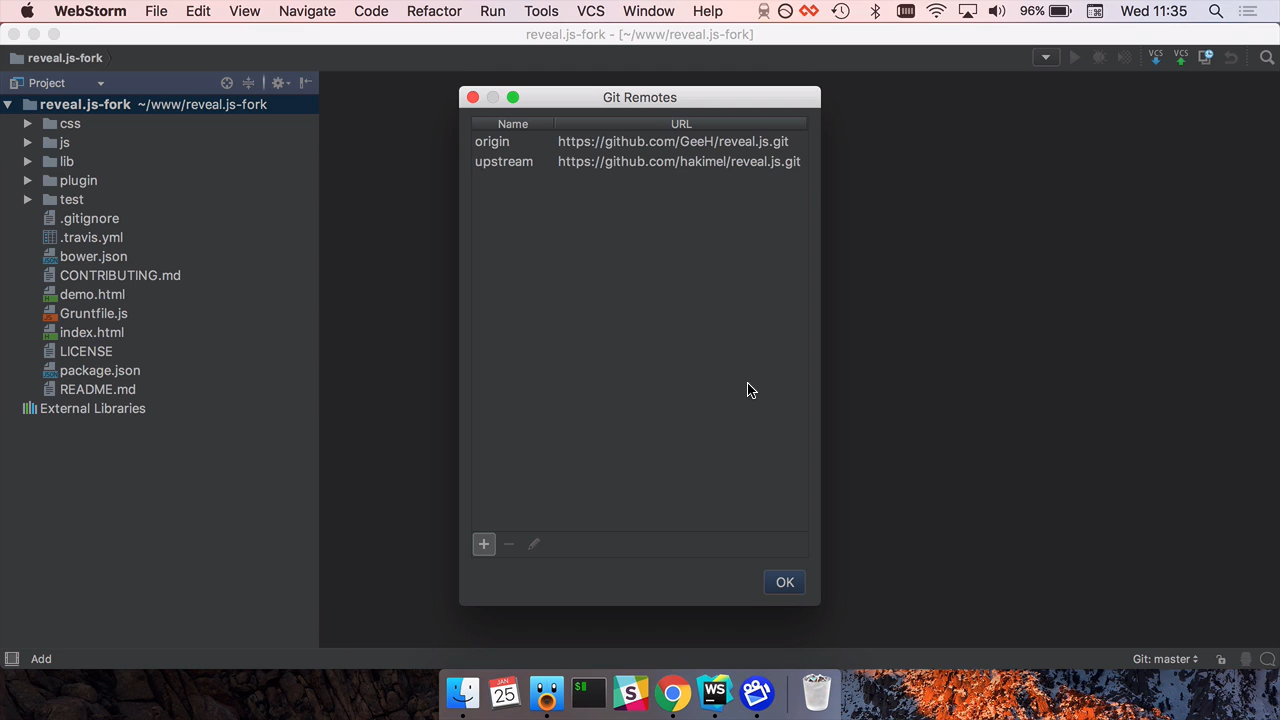 WebStorm File Edit View Navigate Code Refactor Run Tools VCS Window Help 96% Wed 11:35
reveal.js-fork - [~/www/reveal.js-fork]
reveal.js-fork VCS VCS
Project
reveal.js-fork ~/www/reveal.js-fork
css
js
lib
plugin
test
.gitignore
.travis.yml
bower.json
CONTRIBUTING.md
demo.html
Gruntfile.js
index.html
LICENSE
package.json
README.md
External Libraries
Git Remotes
Name URL
origin https://github.com/GeeH/reveal.js.git
upstream https://github.com/hakimel/reveal.js.git
OK
Add Git: master
JAN
25
$
S
WS